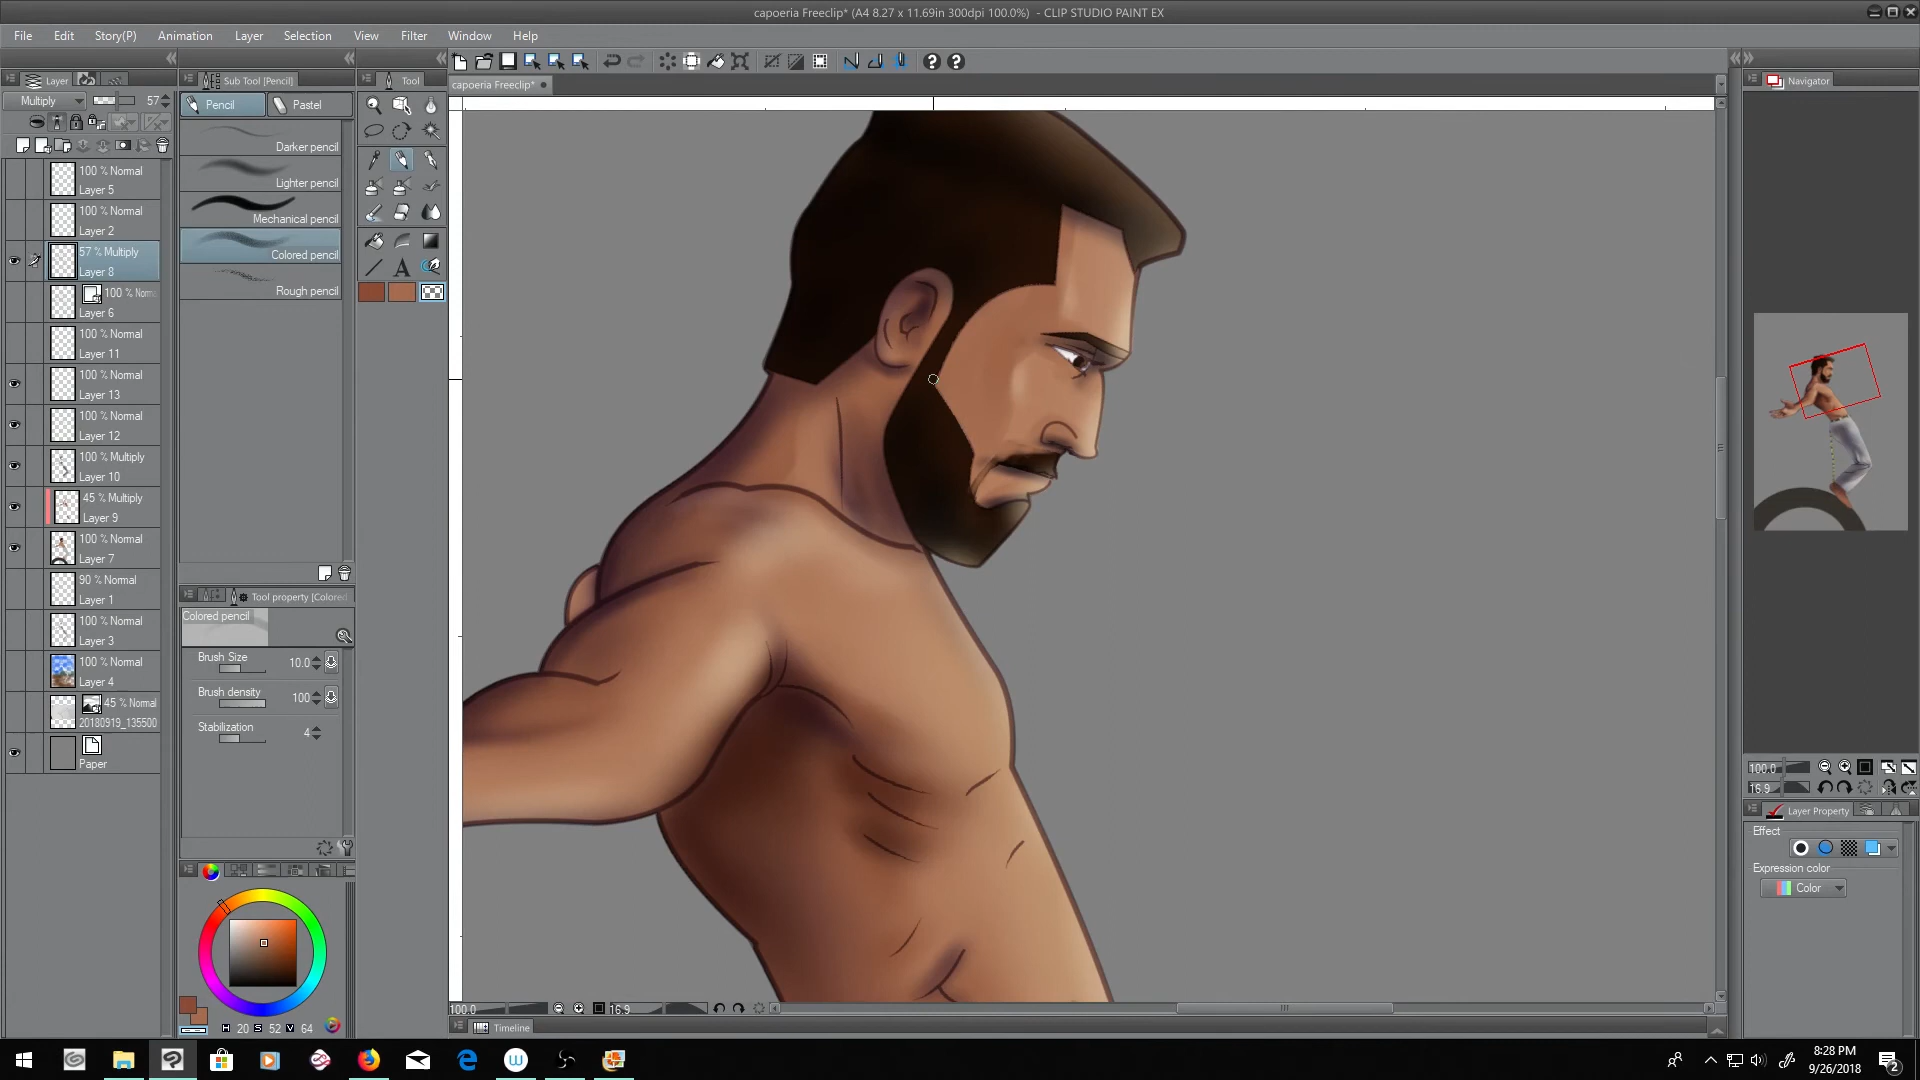 capoeria Freeclip* (A4 8.27 x 11.69in 300dpi 100.0%) - CLIP STUDIO PAINT EX
File Edit Story(P) Animation Layer Selection View Filter Window Help
Layer
Sub Tool [Pencil]
Tool
capoeria Freeclip*
Navigator
Multiply 57
Pencil
Pastel
Darker pencil
Lighter pencil
Mechanical pencil
Colored pencil
Rough pencil
100 % Normal
Layer 5
100 % Normal
Layer 2
57 % Multiply
Layer 8
100 % Norm
Layer 6
100 % Normal
Layer 11
100 % Normal
Layer 13
100 % Normal
Layer 12
100 % Multiply
Layer 10
45 % Multiply
Layer 9
100 % Normal
Layer 7
90 % Normal
Layer 1
100 % Normal
Layer 3
100 % Normal
Layer 4
45 % Normal
20180919_135500
Paper
Tool property [Colored
Colored pencil
Brush Size 10.0
Brush density 100
Stabilization 4
H 20 S 52 V 64
100.0 16.9
Timeline
100.0
16.9
Layer Property
Effect
Expression color
Color
8:28 PM
9/26/2018
2